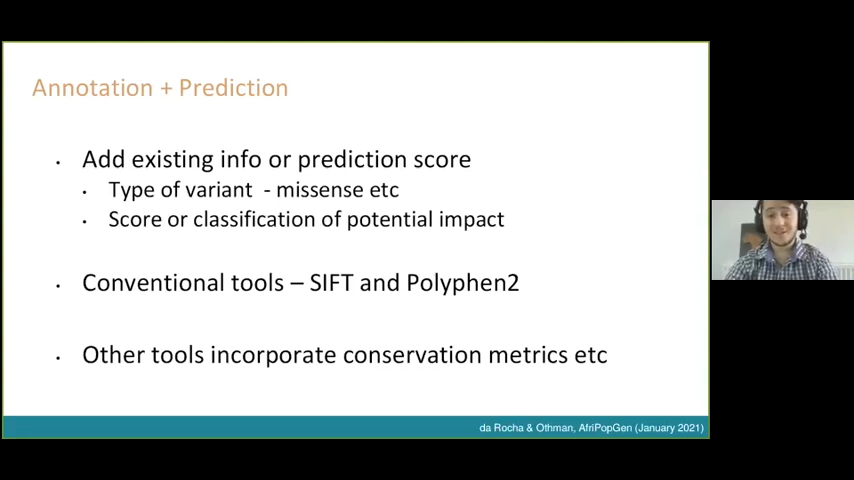 Annotation + Prediction
• Add existing info or prediction score
• Type of variant - missense etc
• Score or classification of potential impact
• Conventional tools – SIFT and Polyphen2
• Other tools incorporate conservation metrics etc
da Rocha & Othman, AfriPopGen (January 2021)